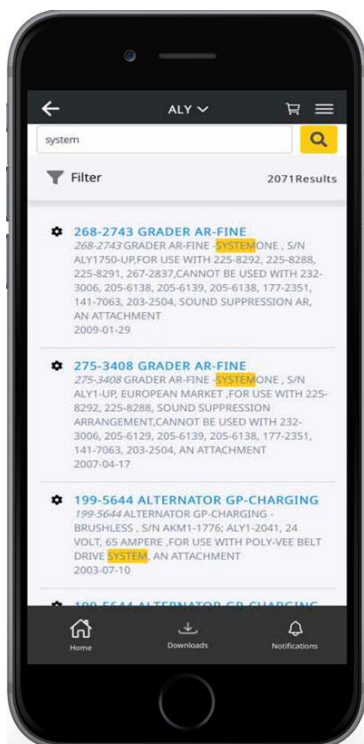 ALY
system
Filter
2071Results
268-2743 GRADER AR-FINE
268-2743 GRADER AR-FINE -SYSTEMONE , S/N
ALY1750-UP,FOR USE WITH 225-8292, 225-8288,
225-8291, 267-2837,CANNOT BE USED WITH 232-
3006, 205-6138, 205-6139, 205-6138, 177-2351,
141-7063, 203-2504, SOUND SUPPRESSION AR,
AN ATTACHMENT
2009-01-29
275-3408 GRADER AR-FINE
275-3408 GRADER AR-FINE -SYSTEMONE , S/N
ALY1-UP, EUROPEAN MARKET ,FOR USE WITH 225-
8292, 225-8288, SOUND SUPPRESSION
ARRANGEMENT,CANNOT BE USED WITH 232-
3006, 205-6129, 205-6139, 205-6138, 177-2351,
141-7063, 203-2504, AN ATTACHMENT
2007-04-17
199-5644 ALTERNATOR GP-CHARGING
199-5644 ALTERNATOR GP-CHARGING -
BRUSHLESS , S/N AKM1-1776; ALY1-2041, 24
VOLT, 65 AMPERE ,FOR USE WITH POLY-VEE BELT
DRIVE SYSTEM, AN ATTACHMENT
2003-07-10
199-5644 ALTERNATOR GP-CHARGING
Home
Downloads
Notifications